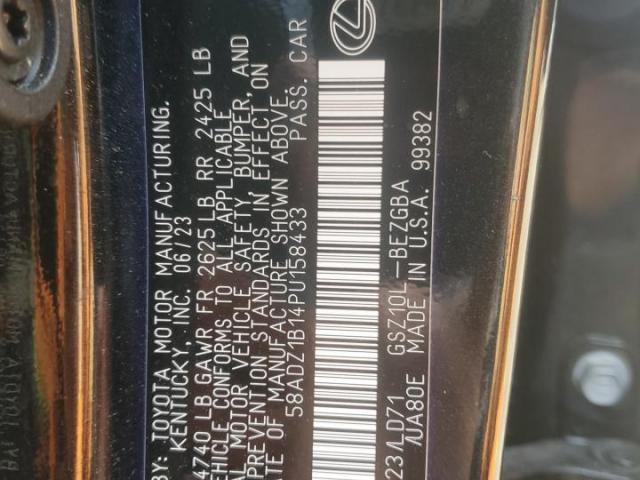 BY: TOYOTA MOTOR MANUFACTURING.
KENTUCKY, INC. 06/23
4740 LB GAWR FR 2625 LB RR 2425 LB
VEHICLE CONFORMS TO ALL APPLICABLE
MOTOR VEHICLE SAFETY, BUMPER, AND
PREVENTION STANDARDS IN EFFECT ON
OF MANUFACTURE SHOWN ABOVE
58ADZ1B14PU158433 PASS. CAR
23/LD71 GSZ10L-BEZGBA
/UA80E MADE IN U.S.A. 99382